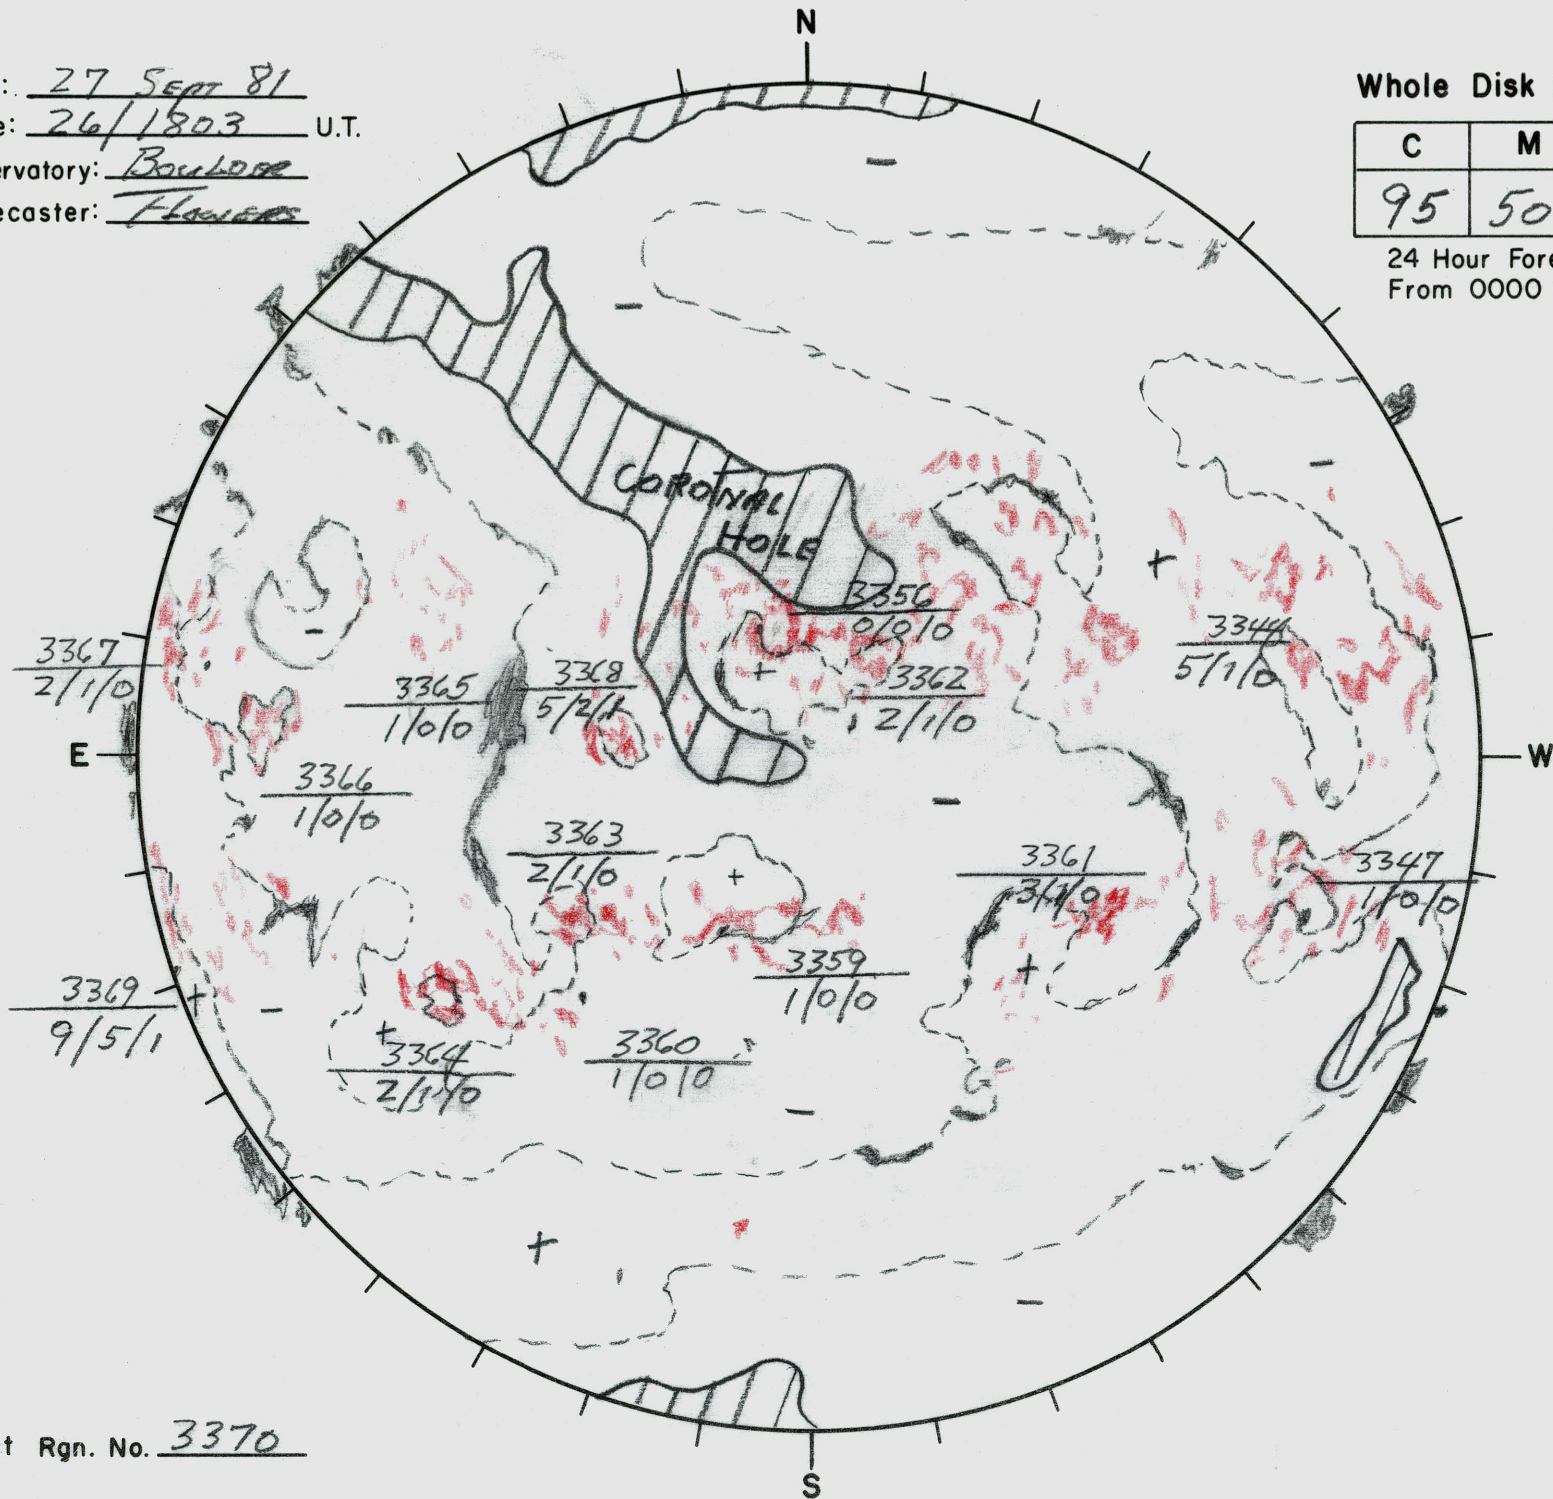 N
: 27 SEPT 81
e: 26/1803 U.T.
ervatory: BOULDER
ecaster: FLOWERS
Whole Disk
C M
95 50
24 Hour Fore
From 0000
CORONAL
HOLE
3356
0/0/0
3344
5/1/0
3367
2/1/0
3365
1/0/0
3368
5/2/1
3362
2/1/0
E
W
3366
1/0/0
3363
2/1/0
3361
3/1/0
3347
1/0/0
3359
1/0/0
3369
9/5/1
3364
2/1/0
3360
1/0/0
t Rgn. No. 3370
S